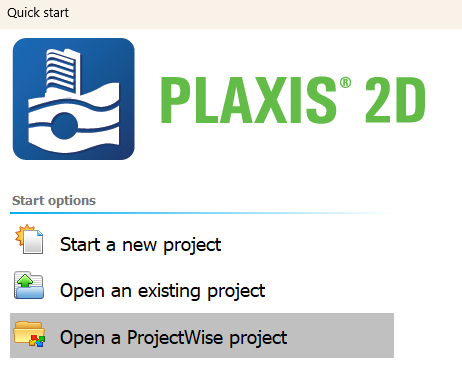 Quick start
PLAXIS® 2D
Start options
Start a new project
Open an existing project
Open a ProjectWise project